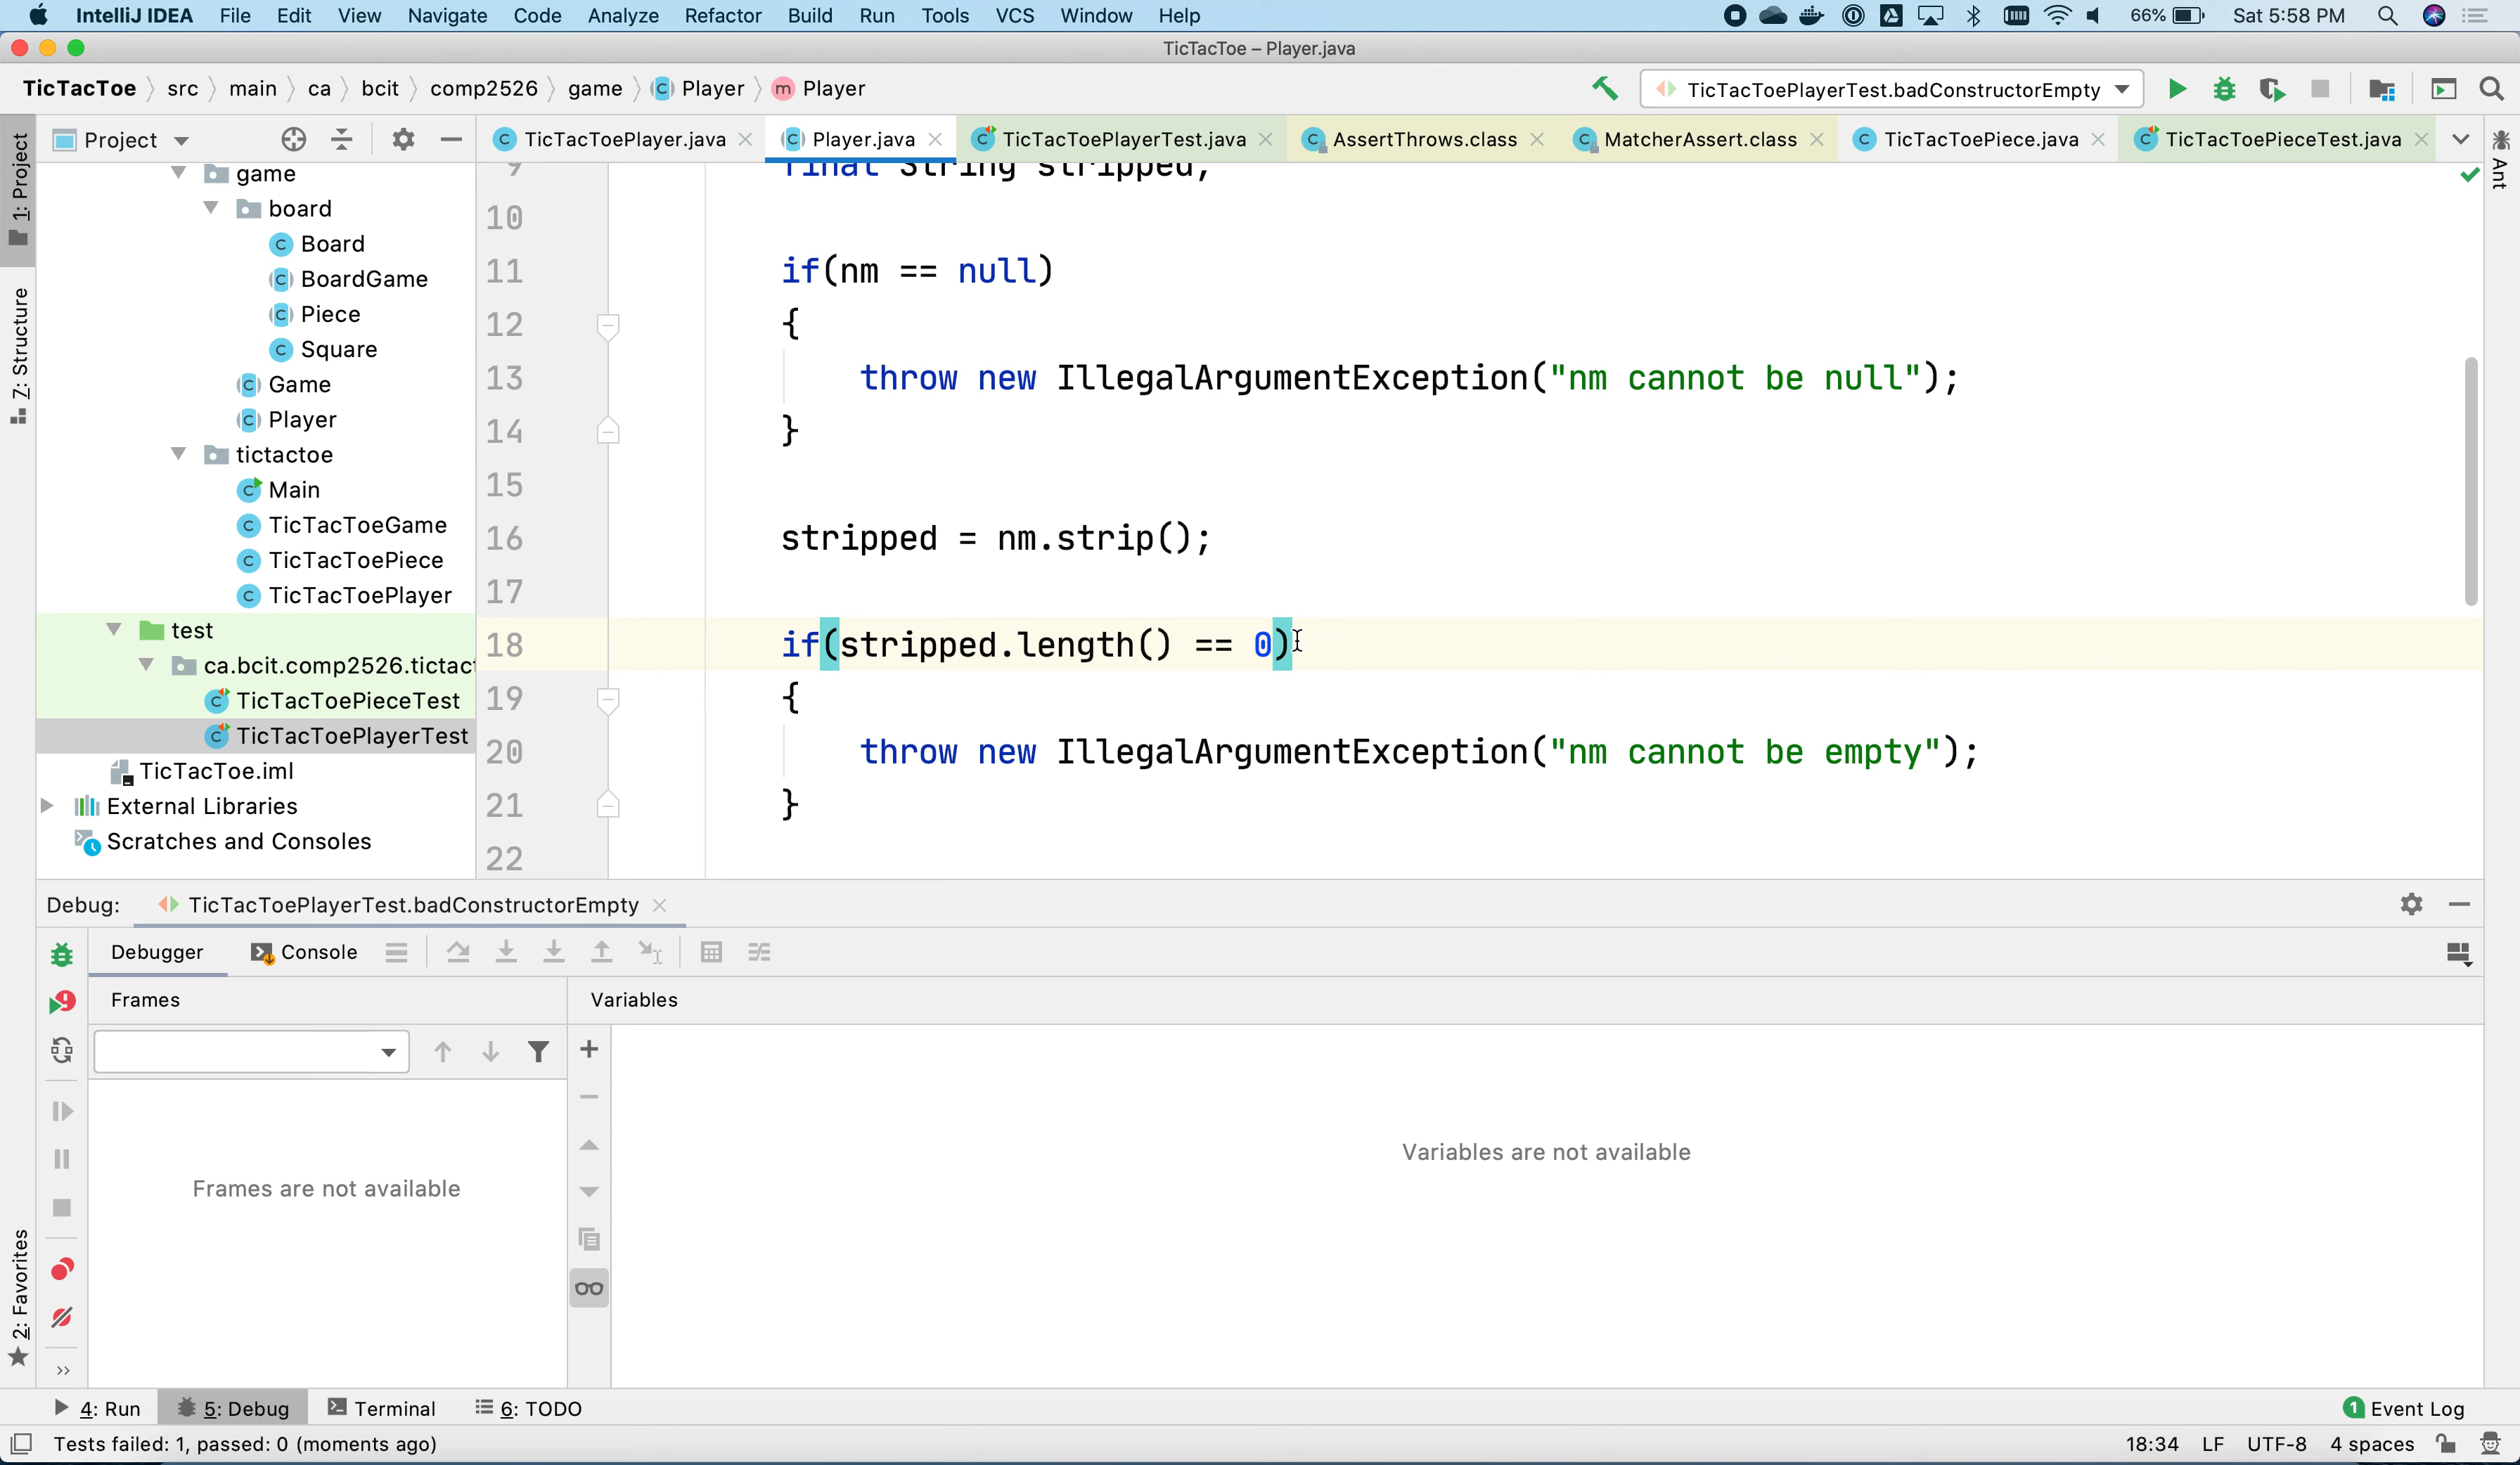 IntelliJ IDEA File Edit View Navigate Code Analyze Refactor Build Run Tools VCS Window Help 66% Sat 5:58 PM
TicTacToe – Player.java
TicTacToe src main ca bcit comp2526 game Player Player TicTacToePlayerTest.badConstructorEmpty
Project TicTacToePlayer.java Player.java TicTacToePlayerTest.java AssertThrows.class MatcherAssert.class TicTacToePiece.java TicTacToePieceTest.java
1: Project
7: Structure
2: Favorites
Ant
game
board
Board
BoardGame
Piece
Square
Game
Player
tictactoe
Main
TicTacToeGame
TicTacToePiece
TicTacToePlayer
test
ca.bcit.comp2526.tictac
TicTacToePieceTest
TicTacToePlayerTest
TicTacToe.iml
External Libraries
Scratches and Consoles
9 final String stripped;
10
11 if(nm == null)
12 {
13 throw new IllegalArgumentException("nm cannot be null");
14 }
15
16 stripped = nm.strip();
17
18 if(stripped.length() == 0)
19 {
20 throw new IllegalArgumentException("nm cannot be empty");
21 }
22
Debug: TicTacToePlayerTest.badConstructorEmpty
Debugger Console
Frames Variables
Frames are not available
Variables are not available
4: Run 5: Debug Terminal 6: TODO 1 Event Log
Tests failed: 1, passed: 0 (moments ago) 18:34 LF UTF-8 4 spaces